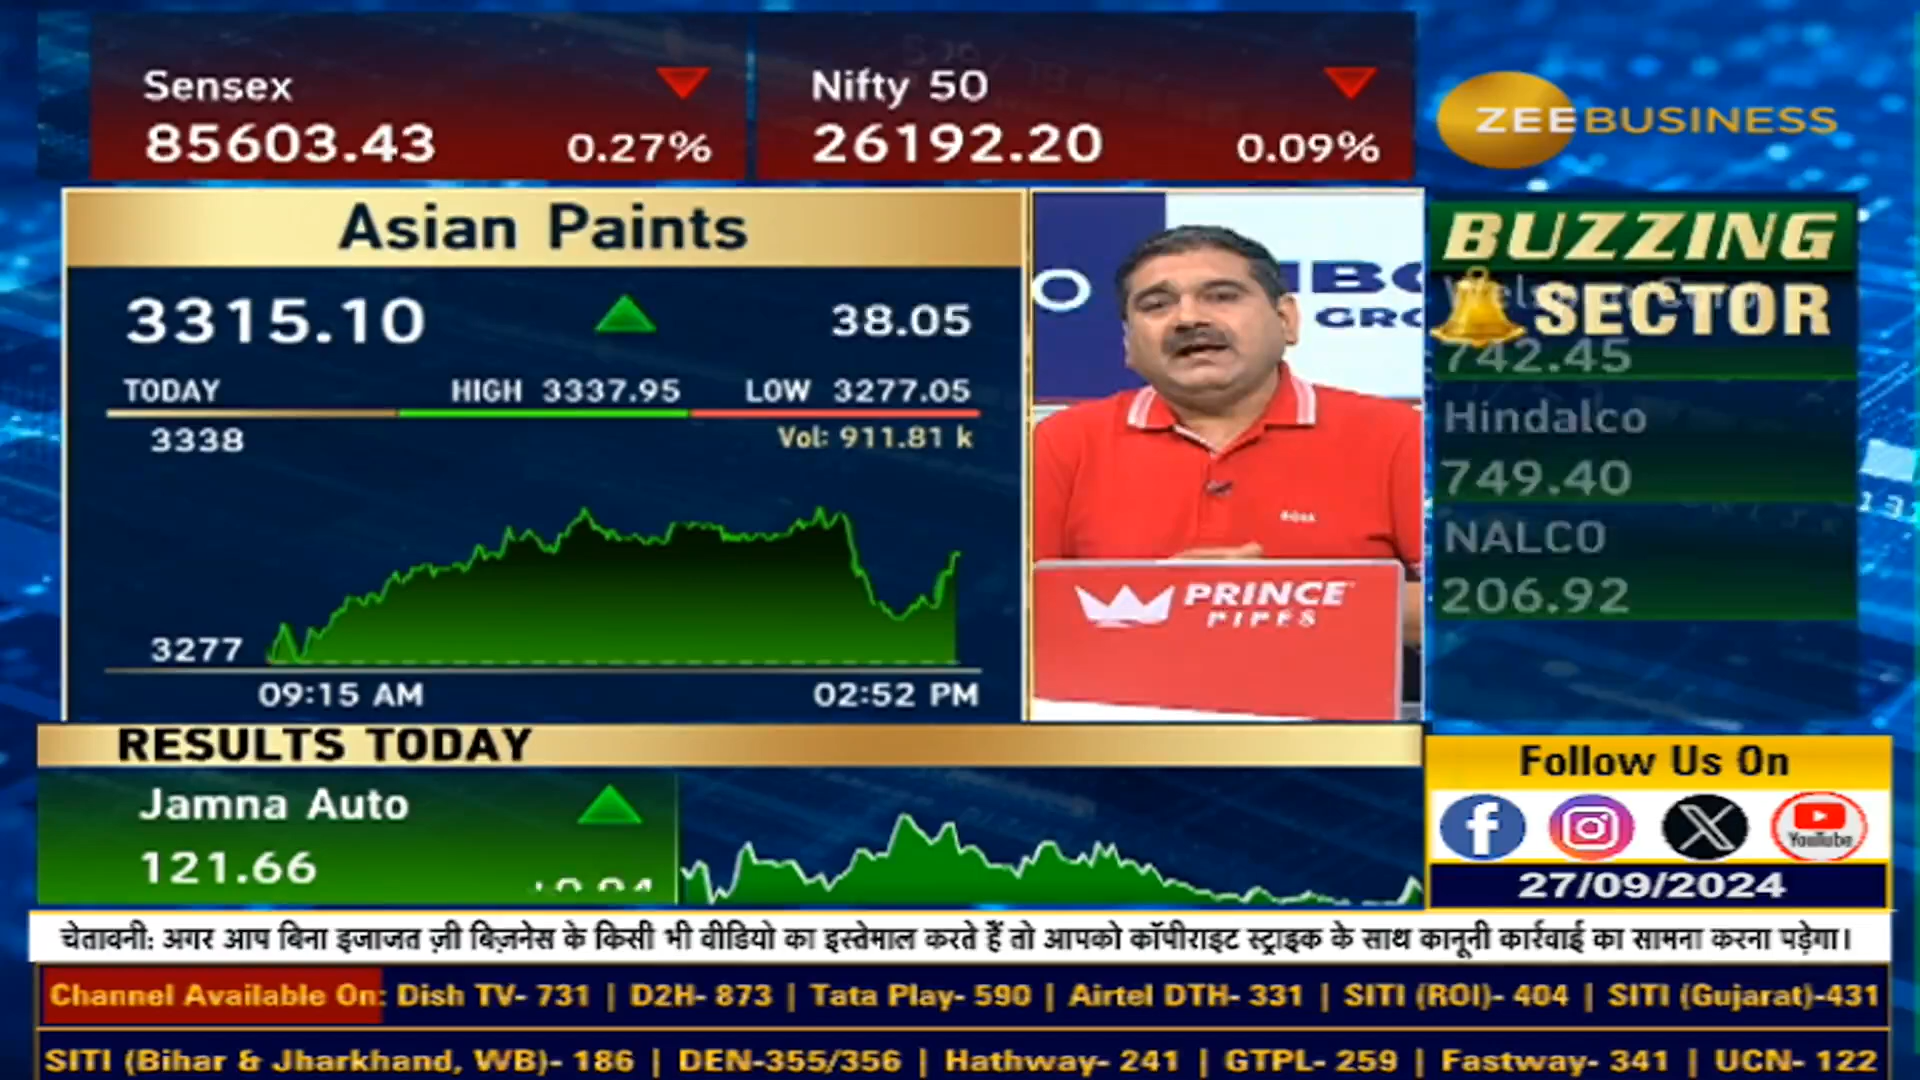 Sensex
85603.43 0.27%
Nifty 50
26192.20 0.09%
ZEEBUSINESS
Asian Paints
3315.10 38.05
TODAY HIGH 3337.95 LOW 3277.05
3338 Vol: 911.81 k
3277
09:15 AM 02:52 PM
GRO
PRINCE
PIPES
BUZZING
SECTOR
742.45
Hindalco
749.40
NALCO
206.92
RESULTS TODAY
Jamna Auto
121.66
Follow Us On
YouTube
27/09/2024
चेतावनी: अगर आप बिना इजाजत ज़ी बिज़नेस के किसी भी वीडियो का इस्तेमाल करते हैं तो आपको कॉपीराइट स्ट्राइक के साथ कानूनी कार्रवाई का सामना करना पड़ेगा।
Channel Available On: Dish TV- 731 | D2H- 873 | Tata Play- 590 | Airtel DTH- 331 | SITI (ROI)- 404 | SITI (Gujarat)-431
SITI (Bihar & Jharkhand, WB)- 186 | DEN-355/356 | Hathway- 241 | GTPL- 259 | Fastway- 341 | UCN- 122